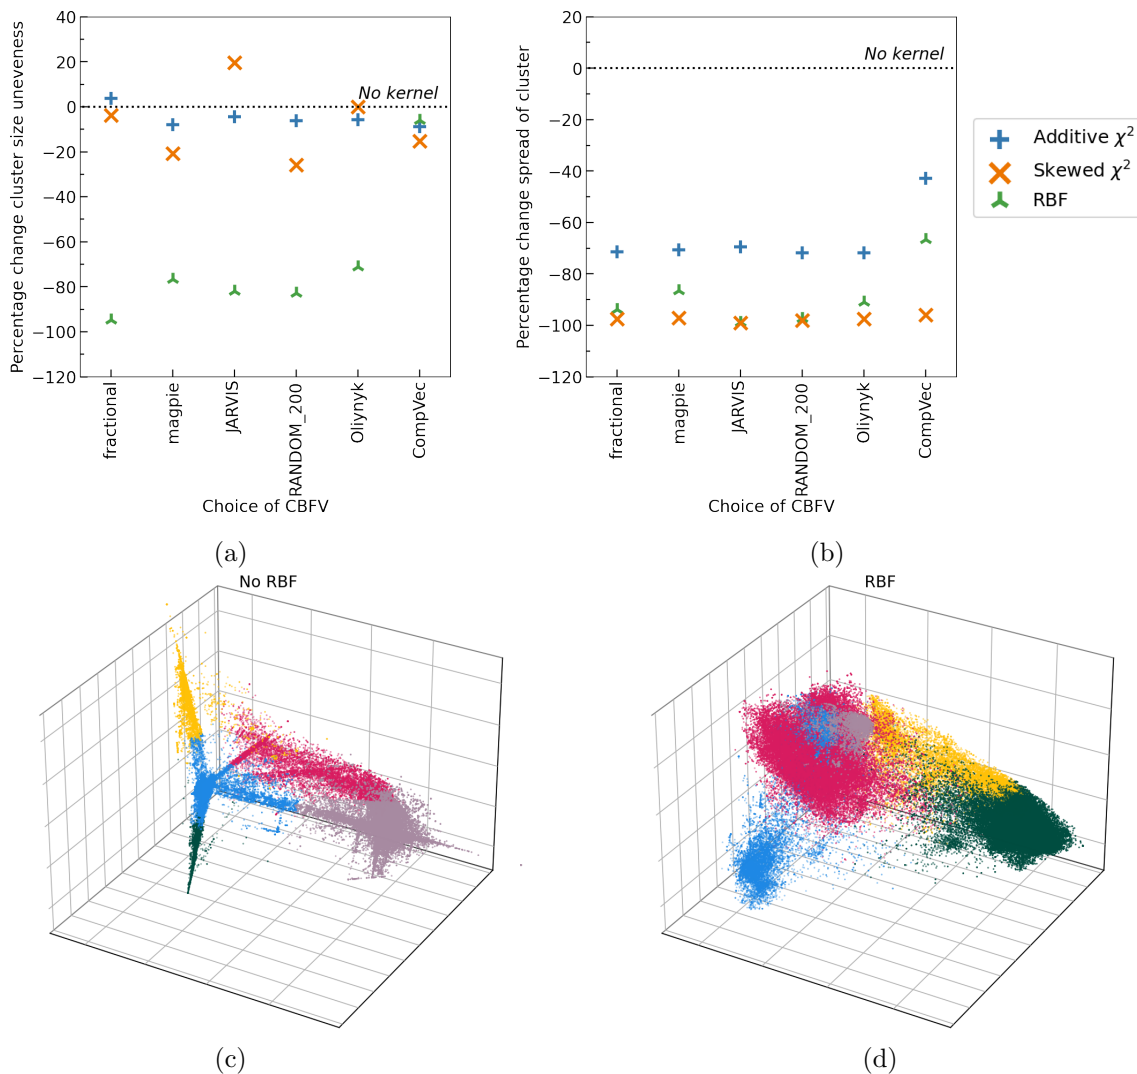 Percentage change cluster size uneveness
40
20
0
−20
−40
−60
−80
−100
−120
No kernel
fractional
magpie
JARVIS
RANDOM_200
Oliynyk
CompVec
Choice of CBFV
(a)
Percentage change spread of cluster
20
0
−20
−40
−60
−80
−100
−120
No kernel
fractional
magpie
JARVIS
RANDOM_200
Oliynyk
CompVec
Choice of CBFV
(b)
Additive χ²
Skewed χ²
RBF
No RBF
(c)
RBF
(d)